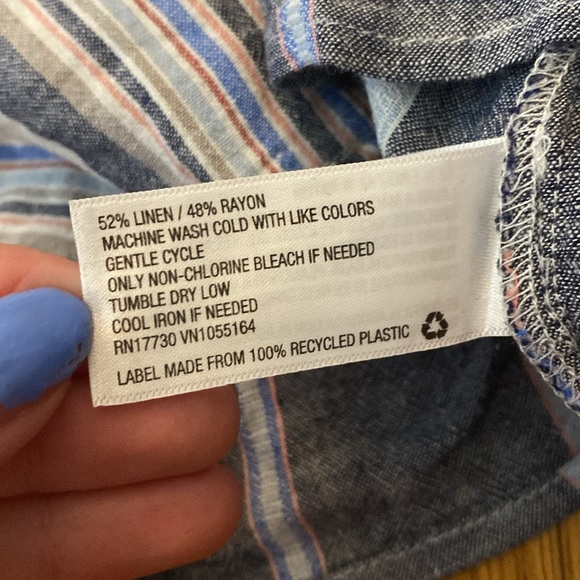 52% LINEN / 48% RAYON
MACHINE WASH COLD WITH LIKE COLORS
GENTLE CYCLE
ONLY NON-CHLORINE BLEACH IF NEEDED
TUMBLE DRY LOW
COOL IRON IF NEEDED
RN17730 VN1055164
LABEL MADE FROM 100% RECYCLED PLASTIC